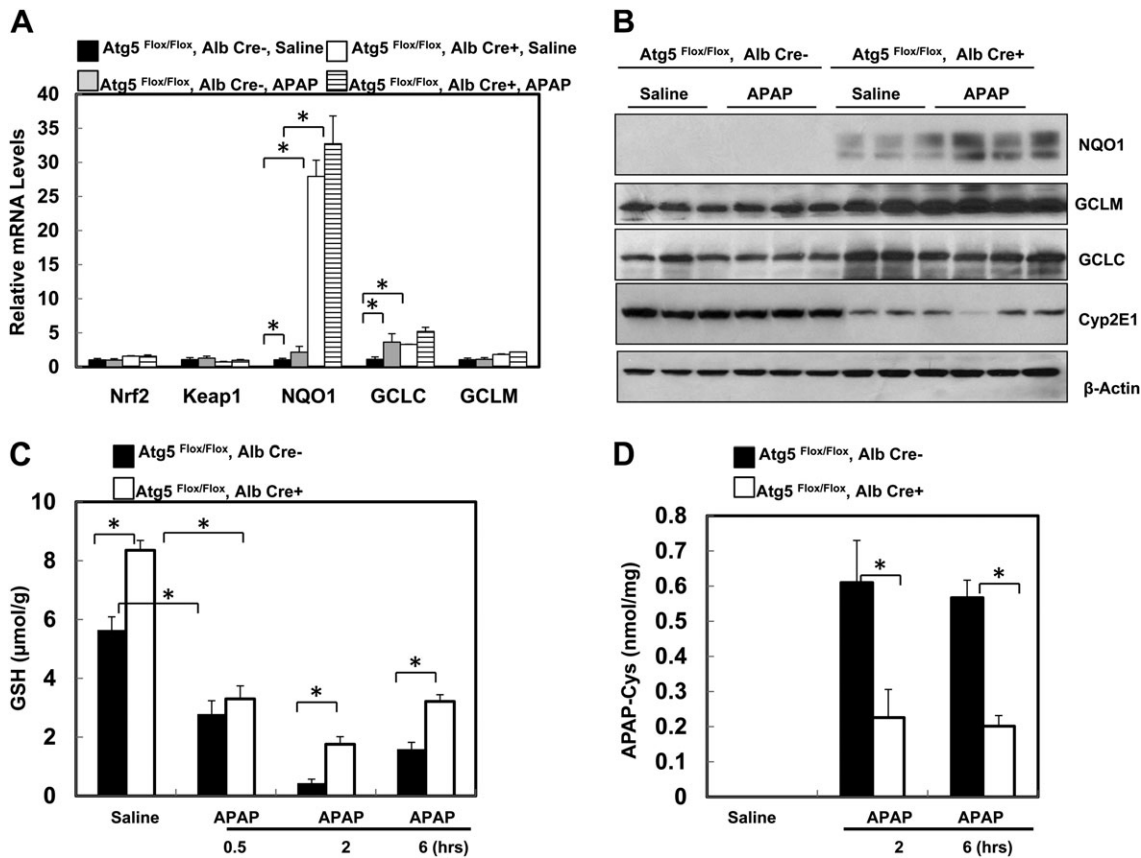 A
Atg5 Flox/Flox, Alb Cre-, Saline
Atg5 Flox/Flox, Alb Cre+, Saline
Atg5 Flox/Flox, Alb Cre-, APAP
Atg5 Flox/Flox, Alb Cre+, APAP
Relative mRNA Levels
40
35
30
25
20
15
10
5
0
* * * * *
Nrf2 Keap1 NQO1 GCLC GCLM
B
Atg5 Flox/Flox, Alb Cre- Atg5 Flox/Flox, Alb Cre+
Saline APAP Saline APAP
NQO1
GCLM
GCLC
Cyp2E1
β-Actin
C
Atg5 Flox/Flox, Alb Cre-
Atg5 Flox/Flox, Alb Cre+
GSH (µmol/g)
10
8
6
4
2
0
* * * * *
Saline APAP APAP APAP
0.5 2 6 (hrs)
D
Atg5 Flox/Flox, Alb Cre-
Atg5 Flox/Flox, Alb Cre+
APAP-Cys (nmol/mg)
0.8
0.7
0.6
0.5
0.4
0.3
0.2
0.1
0
* *
Saline APAP APAP
2 6 (hrs)